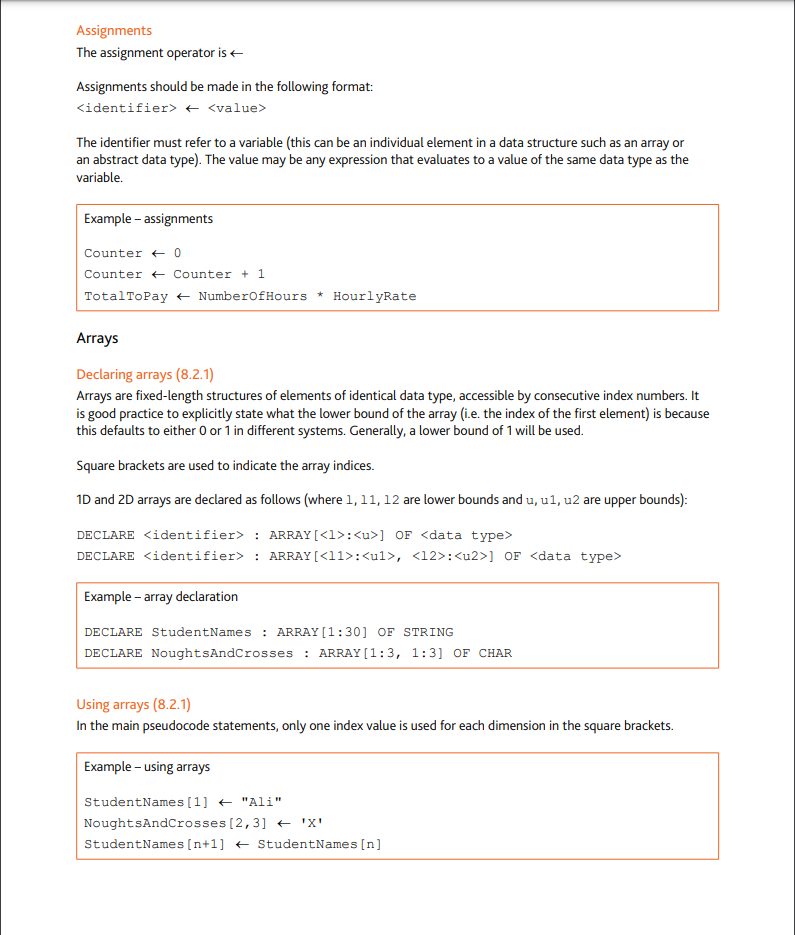 Assignments
The assignment operator is ←
Assignments should be made in the following format:
<identifier> ← <value>
The identifier must refer to a variable (this can be an individual element in a data structure such as an array or
an abstract data type). The value may be any expression that evaluates to a value of the same data type as the
variable.
Example – assignments
Counter ← 0
Counter ← Counter + 1
TotalToPay ← NumberOfHours * HourlyRate
Arrays
Declaring arrays (8.2.1)
Arrays are fixed-length structures of elements of identical data type, accessible by consecutive index numbers. It
is good practice to explicitly state what the lower bound of the array (i.e. the index of the first element) is because
this defaults to either 0 or 1 in different systems. Generally, a lower bound of 1 will be used.
Square brackets are used to indicate the array indices.
1D and 2D arrays are declared as follows (where l, l1, l2 are lower bounds and u, u1, u2 are upper bounds):
DECLARE <identifier> : ARRAY[<l>:<u>] OF <data type>
DECLARE <identifier> : ARRAY[<l1>:<u1>, <l2>:<u2>] OF <data type>
Example – array declaration
DECLARE StudentNames : ARRAY[1:30] OF STRING
DECLARE NoughtsAndCrosses : ARRAY[1:3, 1:3] OF CHAR
Using arrays (8.2.1)
In the main pseudocode statements, only one index value is used for each dimension in the square brackets.
Example – using arrays
StudentNames[1] ← "Ali"
NoughtsAndCrosses[2,3] ← 'X'
StudentNames[n+1] ← StudentNames[n]